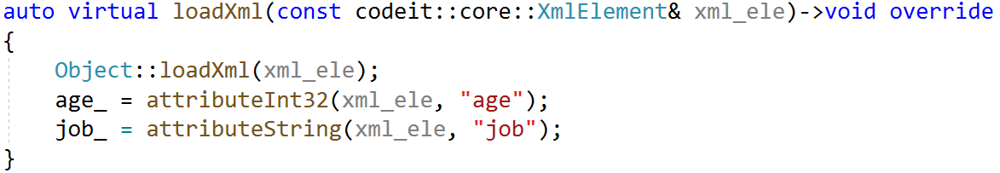 auto virtual loadXml(const codeit::core::XmlElement& xml_ele)->void override
{
    Object::loadXml(xml_ele);
    age_ = attributeInt32(xml_ele, "age");
    job_ = attributeString(xml_ele, "job");
}